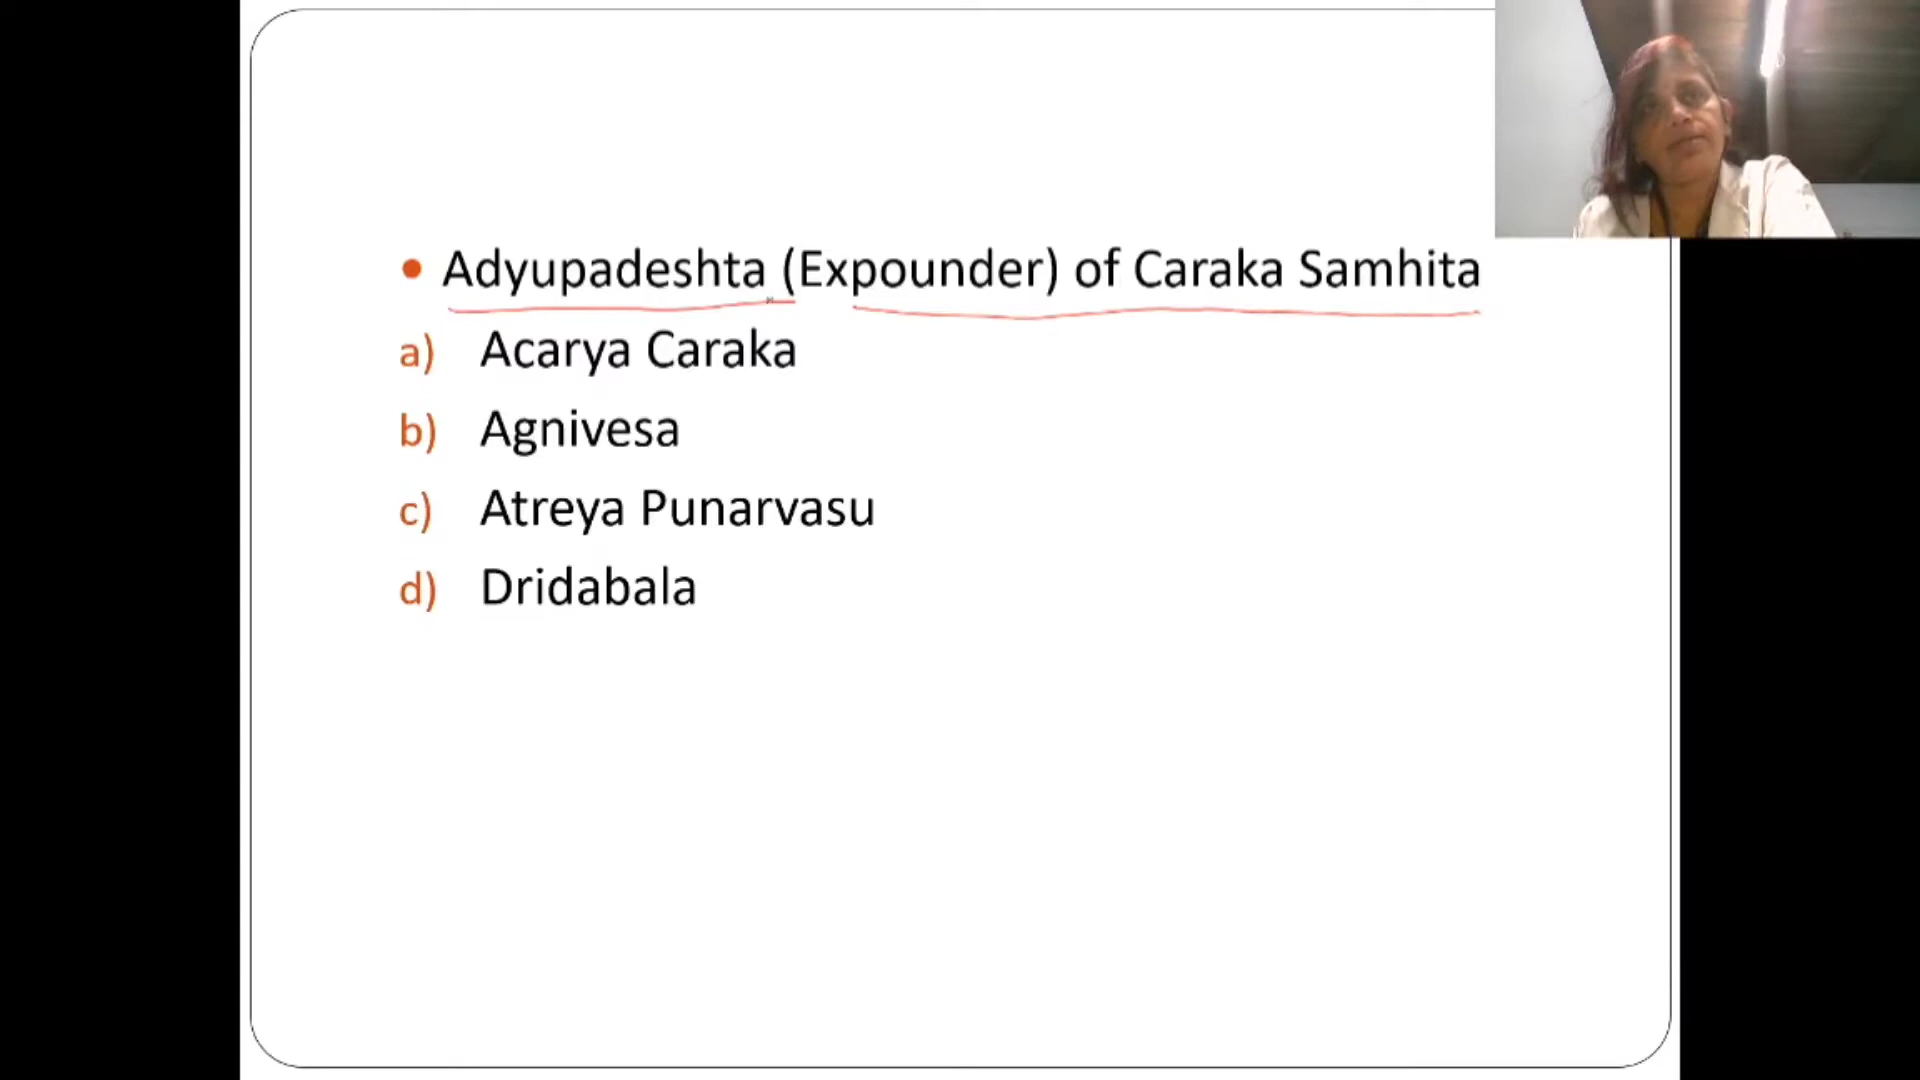 • Adyupadeshta (Expounder) of Caraka Samhita
a) Acarya Caraka
b) Agnivesa
c) Atreya Punarvasu
d) Dridabala